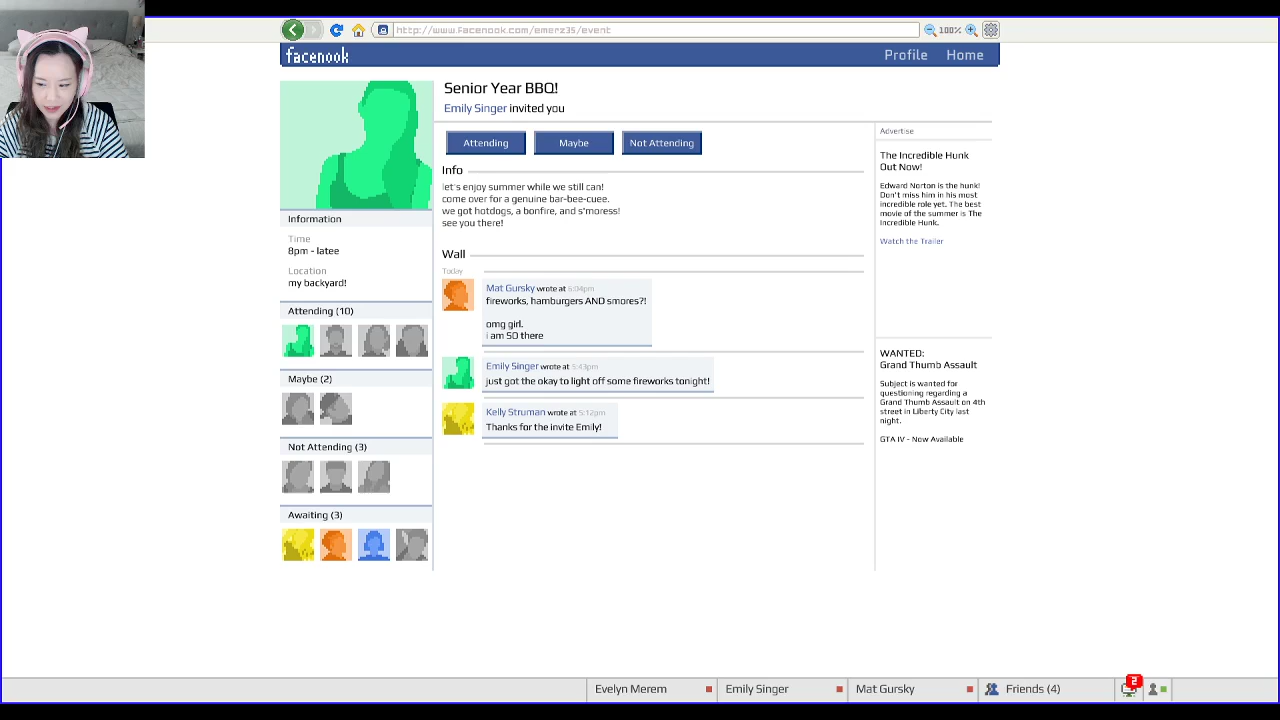 http://www.facenook.com/emerz35/event
100%
facenook
Profile
Home
Senior Year BBQ!
Emily Singer invited you
Attending
Maybe
Not Attending
Info
let's enjoy summer while we still can!
come over for a genuine bar-bee-cuee.
we got hotdogs, a bonfire, and s'moress!
see you there!
Information
Time
8pm - latee
Location
my backyard!
Attending (10)
Maybe (2)
Not Attending (3)
Awaiting (3)
Wall
Today
Mat Gursky wrote at 6:04pm
fireworks, hamburgers AND smores?!
omg girl.
i am SO there
Emily Singer wrote at 5:43pm
just got the okay to light off some fireworks tonight!
Kelly Struman wrote at 5:12pm
Thanks for the invite Emily!
Advertise
The Incredible Hunk
Out Now!
Edward Norton is the hunk!
Don't miss him in his most
incredible role yet. The best
movie of the summer is The
Incredible Hunk.
Watch the Trailer
WANTED:
Grand Thumb Assault
Subject is wanted for
questioning regarding a
Grand Thumb Assault on 4th
street in Liberty City last
night.
GTA IV - Now Available
Evelyn Merem
Emily Singer
Mat Gursky
Friends (4)
2